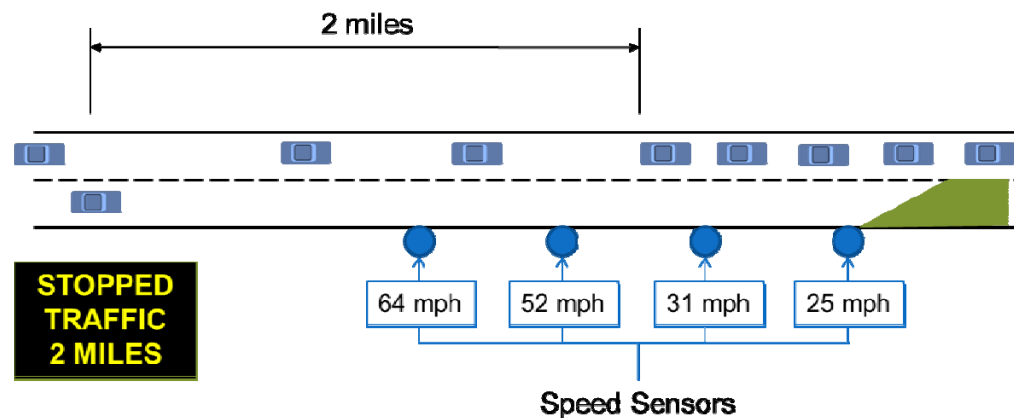 2 miles
STOPPED
TRAFFIC
2 MILES
64 mph
52 mph
31 mph
25 mph
Speed Sensors